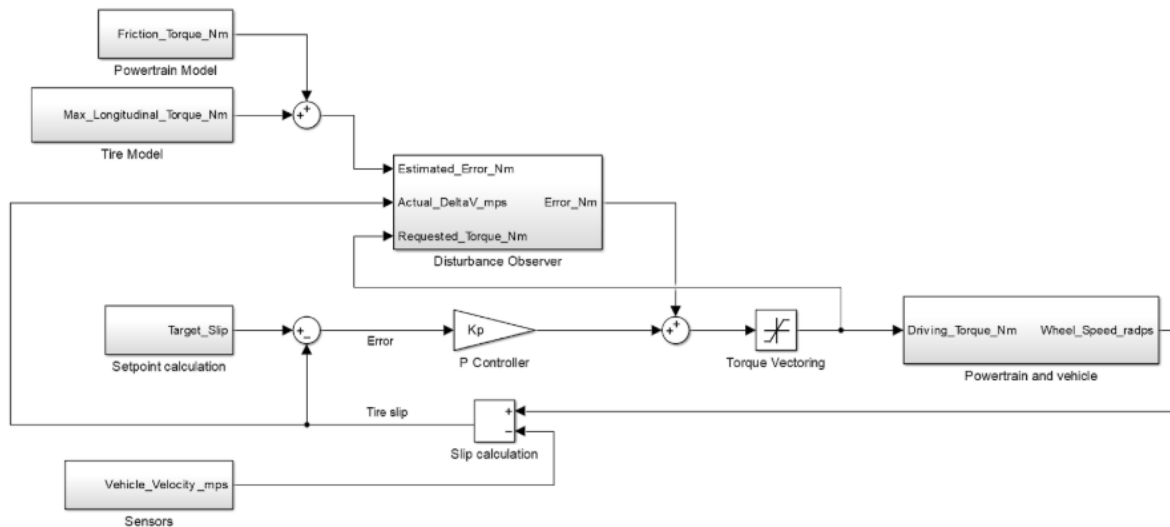 Friction_Torque_Nm
Powertrain Model
Max_Longitudinal_Torque_Nm
Tire Model
Estimated_Error_Nm
Actual_DeltaV_mps
Error_Nm
Requested_Torque_Nm
Disturbance Observer
Target_Slip
Setpoint calculation
Error
Kp
P Controller
Torque Vectoring
Driving_Torque_Nm
Wheel_Speed_radps
Powertrain and vehicle
Tire slip
Slip calculation
Vehicle_Velocity_mps
Sensors